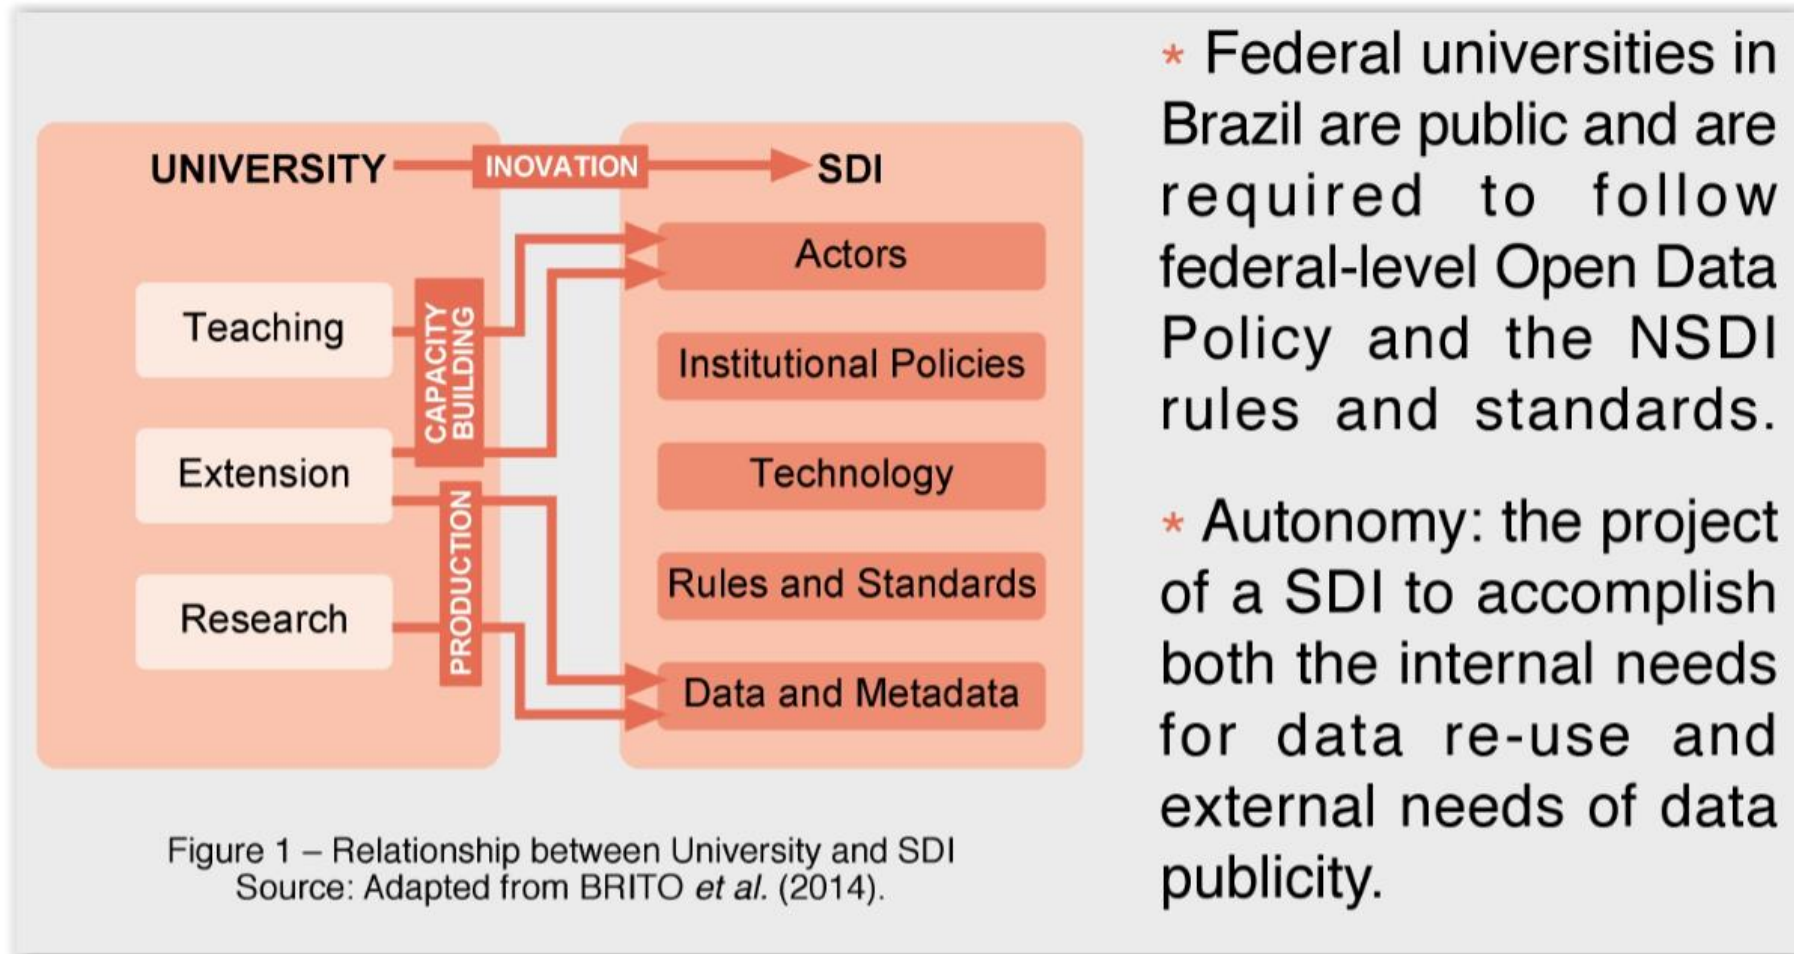 UNIVERSITY
INOVATION
SDI
Teaching
Extension
Research
CAPACITY
BUILDING
PRODUCTION
Actors
Institutional Policies
Technology
Rules and Standards
Data and Metadata
Figure 1 – Relationship between University and SDI
Source: Adapted from BRITO et al. (2014).
* Federal universities in
Brazil are public and are
required to follow
federal-level Open Data
Policy and the NSDI
rules and standards.
* Autonomy: the project
of a SDI to accomplish
both the internal needs
for data re-use and
external needs of data
publicity.